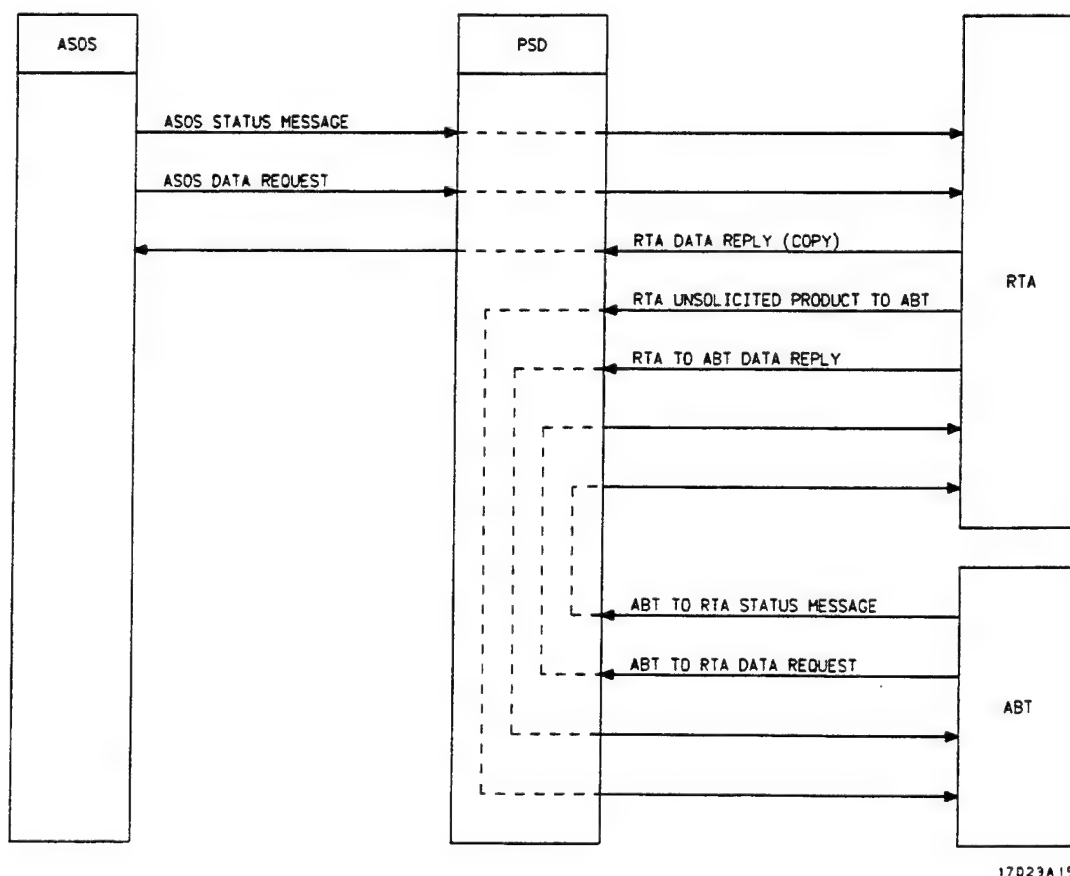 ASOS
PSD
ASOS STATUS MESSAGE
ASOS DATA REQUEST
RTA DATA REPLY (COPY)
RTA
RTA UNSOLICITED PRODUCT TO ABT
RTA TO ABT DATA REPLY
ABT TO RTA STATUS MESSAGE
ABT TO RTA DATA REQUEST
ABT